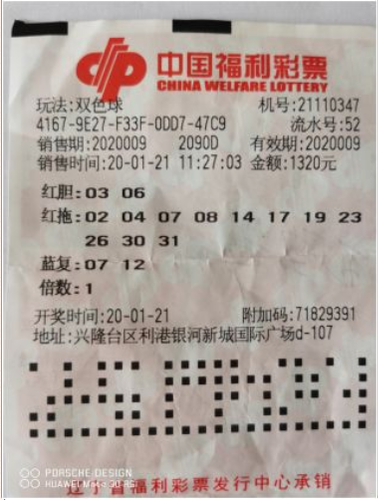 中国福利彩票
CHINA WELFARE LOTTERY
玩法:双色球 机号:21110347
4167-9E27-F33F-0DD7-47C9 流水号:52
销售期:2020009 2090D 有效期:2020009
销售时间:20-01-21 11:27:03 金额:1320元
红胆:03 06
红拖:02 04 07 08 14 17 19 23
26 30 31
蓝复:07 12
倍数:1
开奖时间:20-01-21 附加码:71829391
地址:兴隆台区利港银河新城国际广场d-107
PORSCHE DESIGN
HUAWEI Mate 30 RS
辽宁省福利彩票发行中心承销